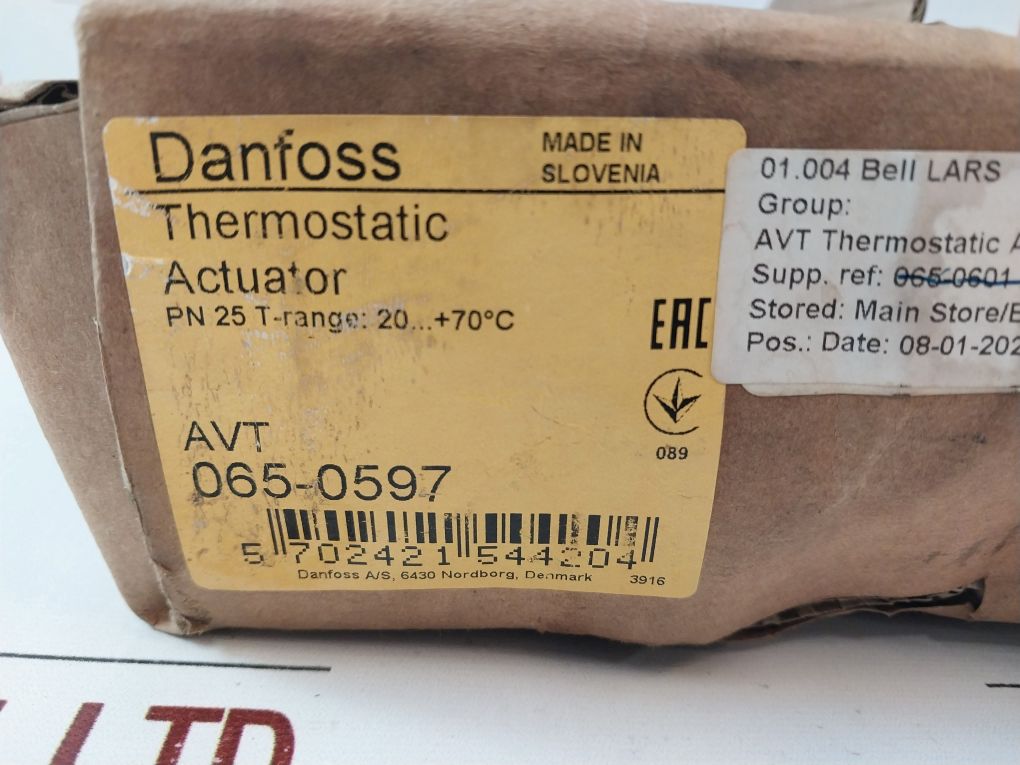 Danfoss
MADE IN
SLOVENIA
Thermostatic
Actuator
PN 25 T-range: 20...+70°C
EAC
089
AVT
065-0597
5 702421 544204
Danfoss A/S, 6430 Nordborg, Denmark 3916
01.004 Bell LARS
Group:
AVT Thermostatic A
Supp. ref: 065-0601
Stored: Main Store/E
Pos.: Date: 08-01-202
LTD